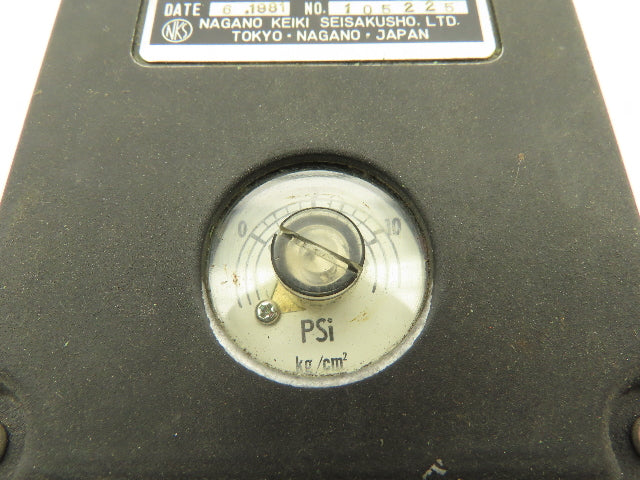 DATE 6.1981 NO. 105225
NKS NAGANO KEIKI SEISAKUSHO. LTD.
TOKYO · NAGANO · JAPAN
0 10
PSi
kg/cm²